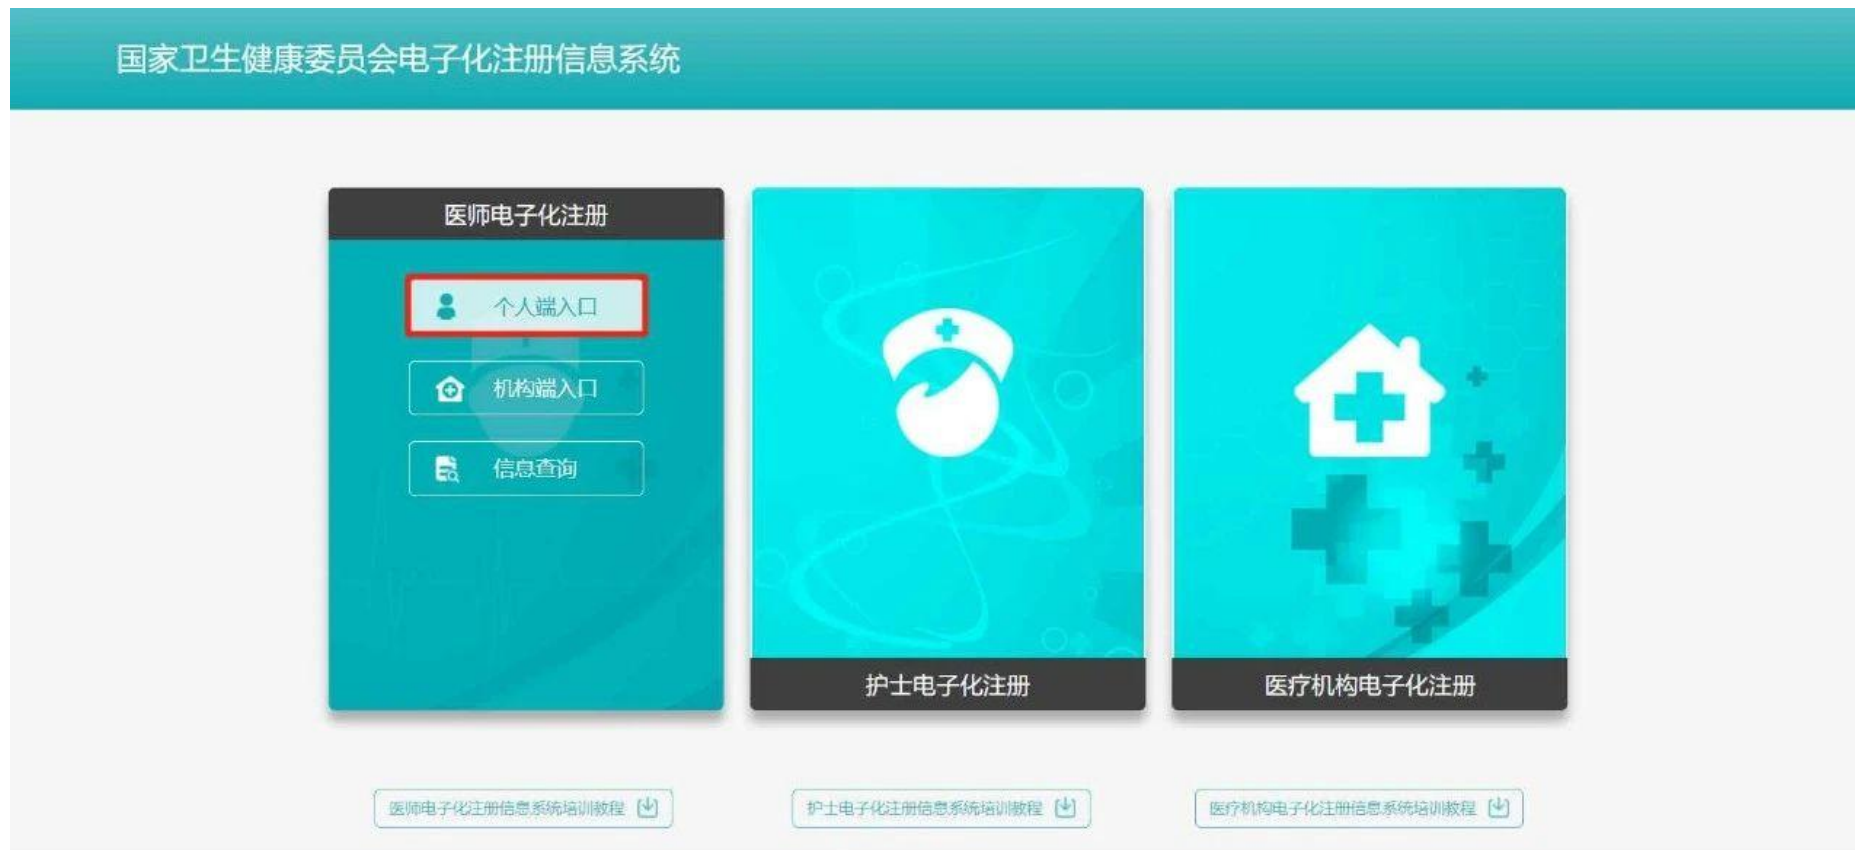 国家卫生健康委员会电子化注册信息系统
医师电子化注册
个人端入口
机构端入口
信息查询
护士电子化注册
医疗机构电子化注册
医师电子化注册信息系统培训教程
护士电子化注册信息系统培训教程
医疗机构电子化注册信息系统培训教程